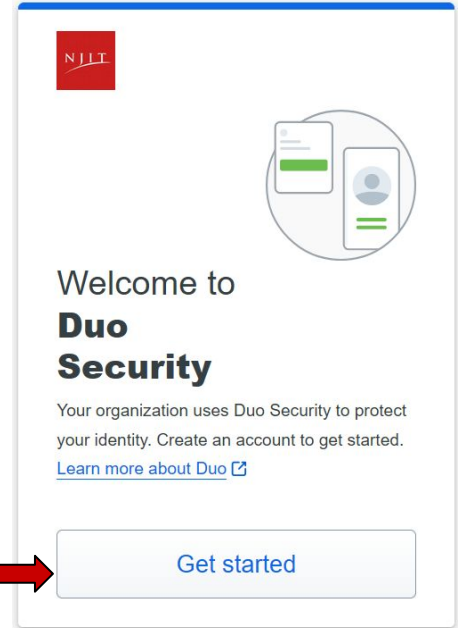 NJIT
Welcome to
Duo
Security
Your organization uses Duo Security to protect
your identity. Create an account to get started.
Learn more about Duo
Get started